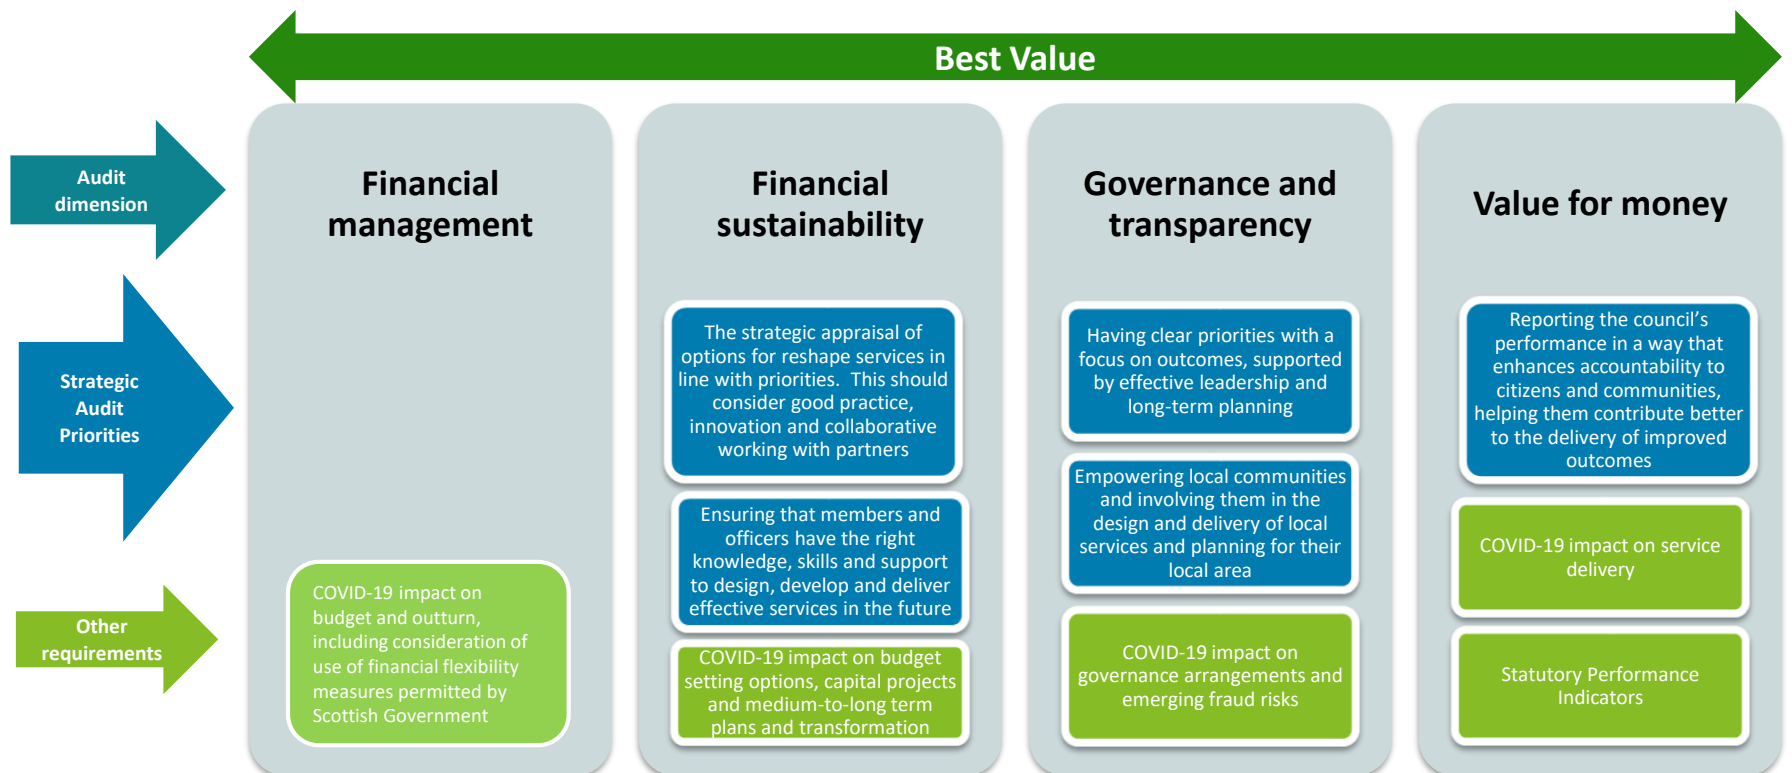 Best Value
Audit
dimension
Financial
management
Financial
sustainability
Governance and
transparency
Value for money
Strategic
Audit
Priorities
The strategic appraisal of
options for reshape services in
line with priorities.  This should
consider good practice,
innovation and collaborative
working with partners
Having clear priorities with a
focus on outcomes, supported
by effective leadership and
long-term planning
Reporting the council’s
performance in a way that
enhances accountability to
citizens and communities,
helping them contribute better
to the delivery of improved
outcomes
Ensuring that members and
officers have the right
knowledge, skills and support
to design, develop and deliver
effective services in the future
Empowering local communities
and involving them in the
design and delivery of local
services and planning for their
local area
Other
requirements
COVID-19 impact on
budget and outturn,
including consideration of
use of financial flexibility
measures permitted by
Scottish Government
COVID-19 impact on budget
setting options, capital projects
and medium-to-long term
plans and transformation
COVID-19 impact on
governance arrangements and
emerging fraud risks
COVID-19 impact on service
delivery
Statutory Performance
Indicators